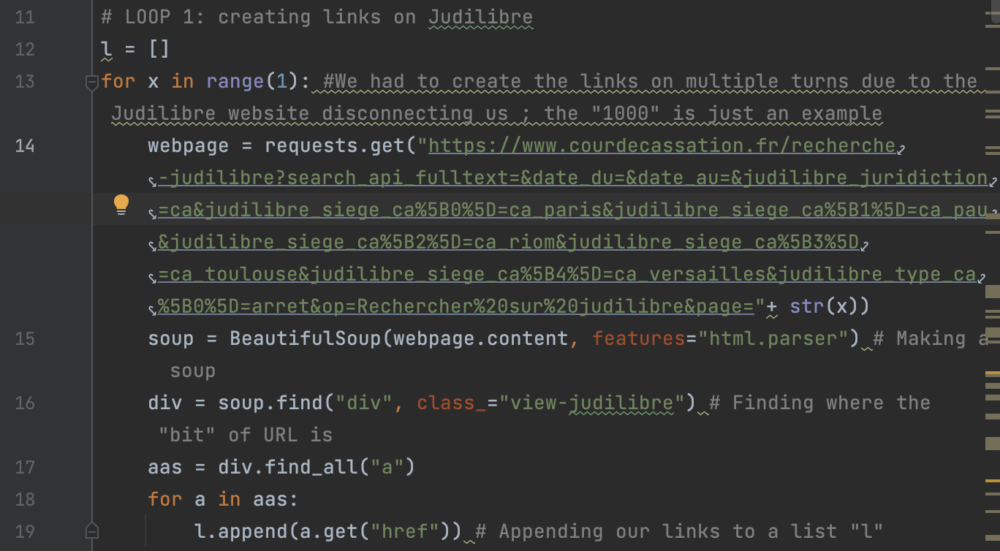 11 # LOOP 1: creating links on Judilibre
12 l = []
13 for x in range(1): #We had to create the links on multiple turns due to the
Judilibre website disconnecting us ; the "1000" is just an example
14 webpage = requests.get("https://www.courdecassation.fr/recherche
-judilibre?search_api_fulltext=&date_du=&date_au=&judilibre_juridiction
=ca&judilibre_siege_ca%5B0%5D=ca_paris&judilibre_siege_ca%5B1%5D=ca_pau
&judilibre_siege_ca%5B2%5D=ca_riom&judilibre_siege_ca%5B3%5D
=ca_toulouse&judilibre_siege_ca%5B4%5D=ca_versailles&judilibre_type_ca
%5B0%5D=arret&op=Rechercher%20sur%20judilibre&page="+ str(x))
15 soup = BeautifulSoup(webpage.content, features="html.parser") # Making a
soup
16 div = soup.find("div", class_="view-judilibre") # Finding where the
"bit" of URL is
17 aas = div.find_all("a")
18 for a in aas:
19 l.append(a.get("href")) # Appending our links to a list "l"